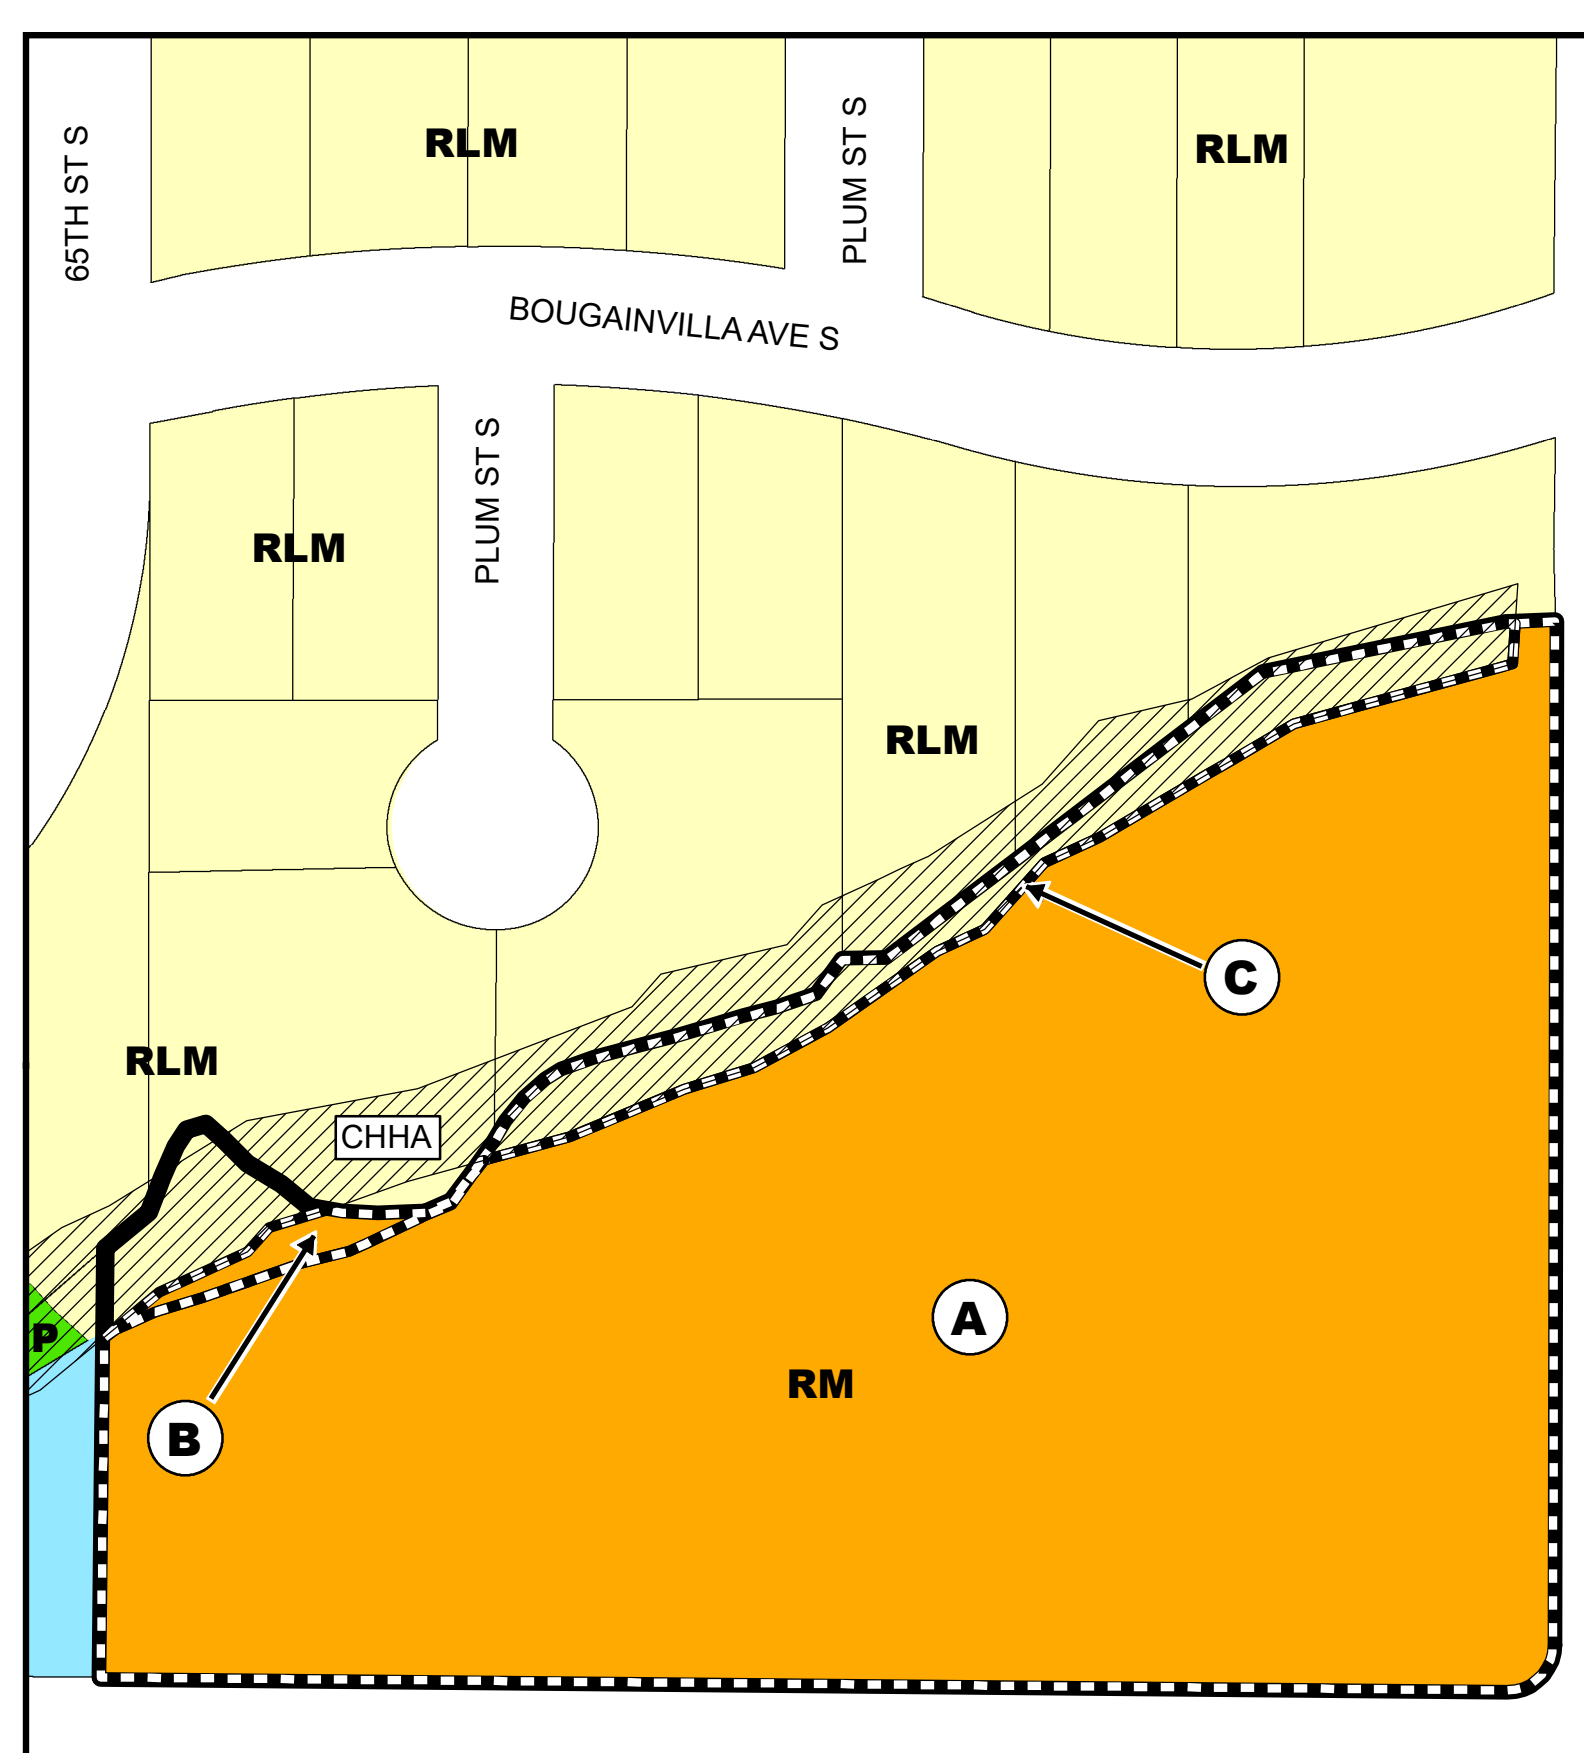 RLM
RLM
65TH ST S
PLUM ST S
BOUGAINVILLA AVE S
PLUM ST S
RLM
RLM
C
RLM
CHHA
P
A
RM
B